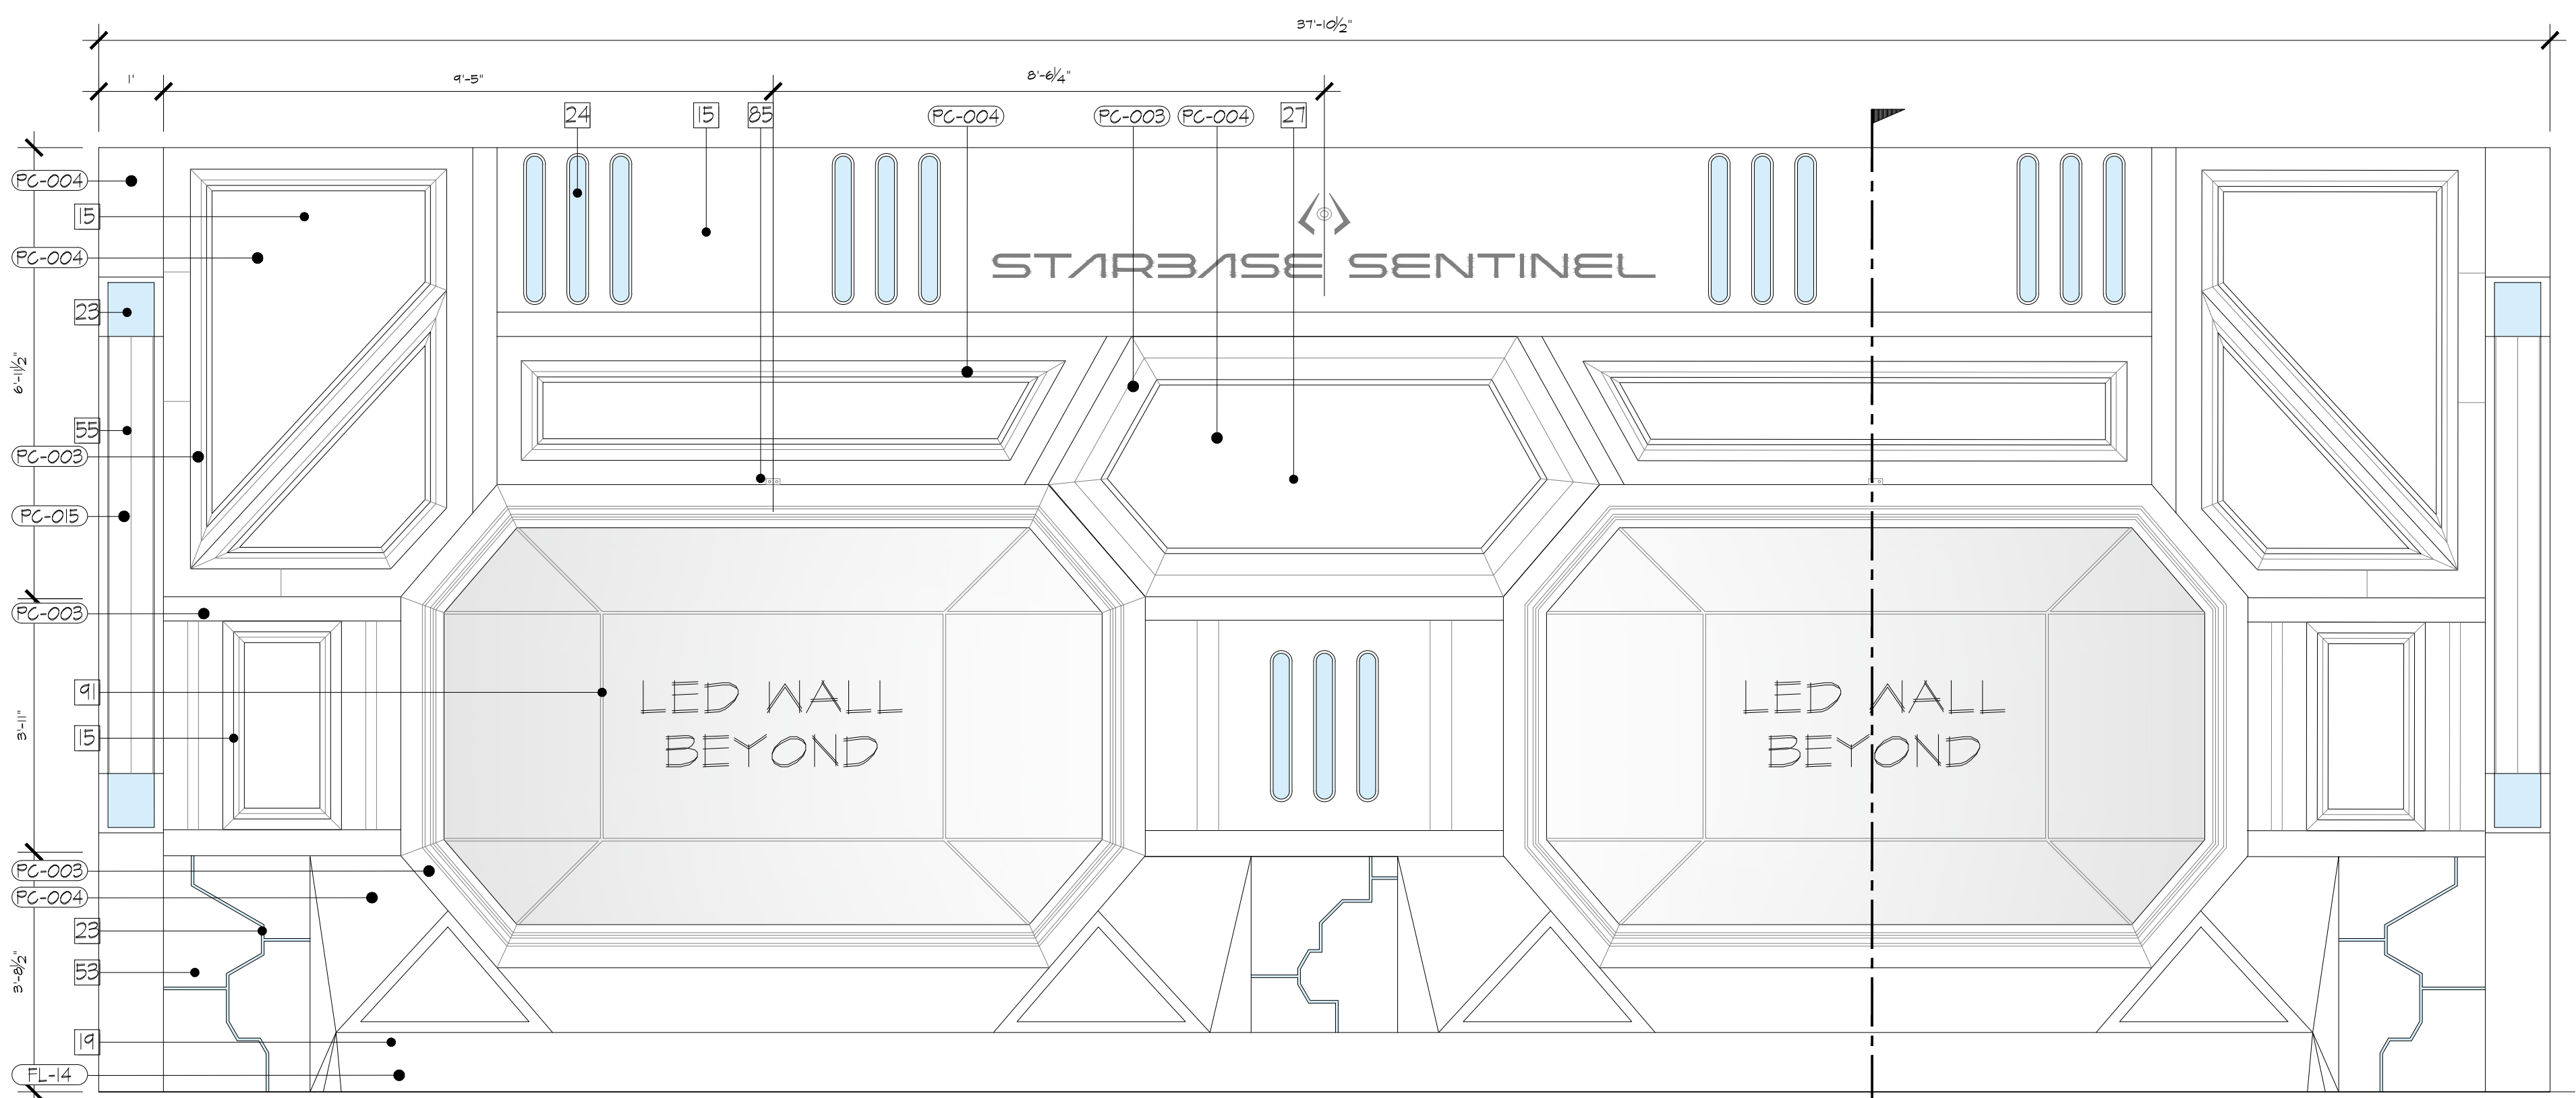 37'-10½"
1'
9'-5"
8'-6¼"
24
15
85
PC-004
PC-003
PC-004
27
PC-004
15
PC-004
23
STARBASE SENTINEL
6'-11½"
55
PC-003
PC-015
PC-003
91
LED WALL
BEYOND
LED WALL
BEYOND
3'-11"
15
PC-003
PC-004
23
53
3'-8½"
19
FL-14